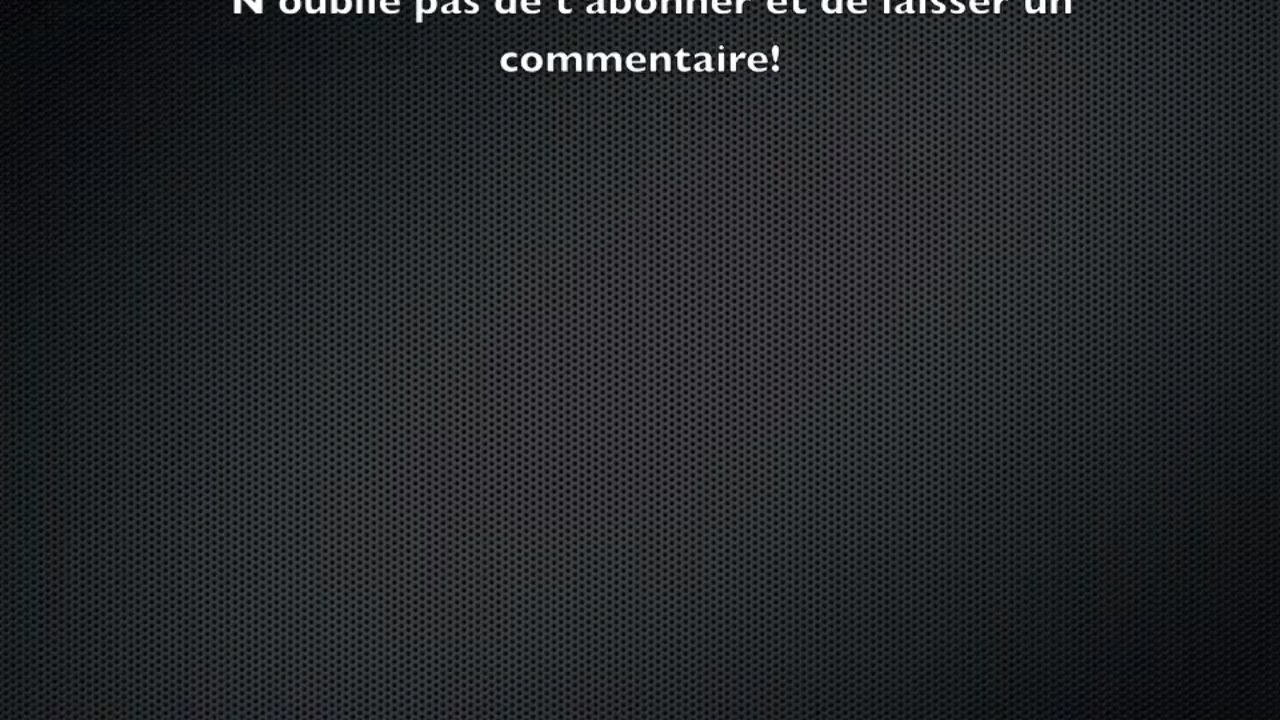 N'oublie pas de t'abonner et de laisser un
commentaire!